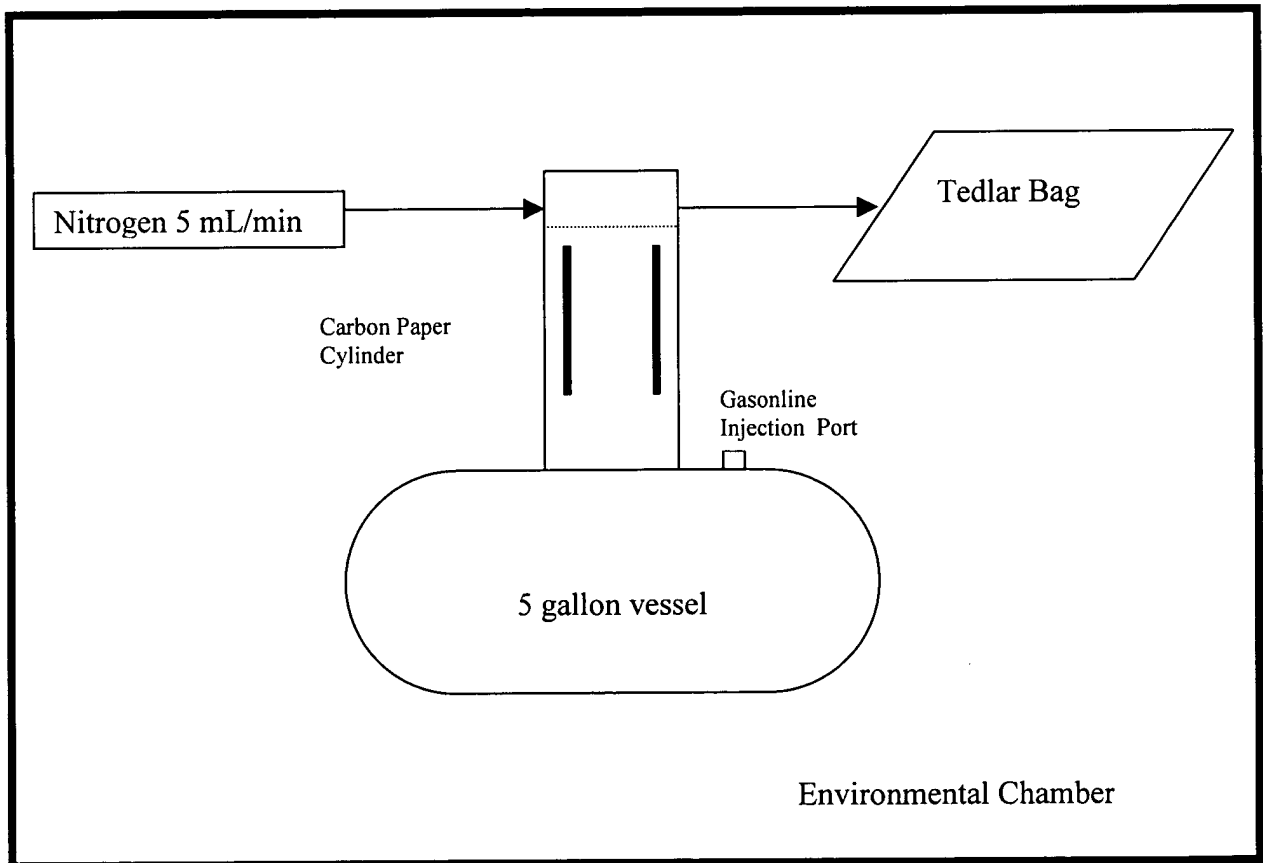 Nitrogen 5 mL/min
Tedlar Bag
Carbon Paper
Cylinder
Gasonline
Injection Port
5 gallon vessel
Environmental Chamber